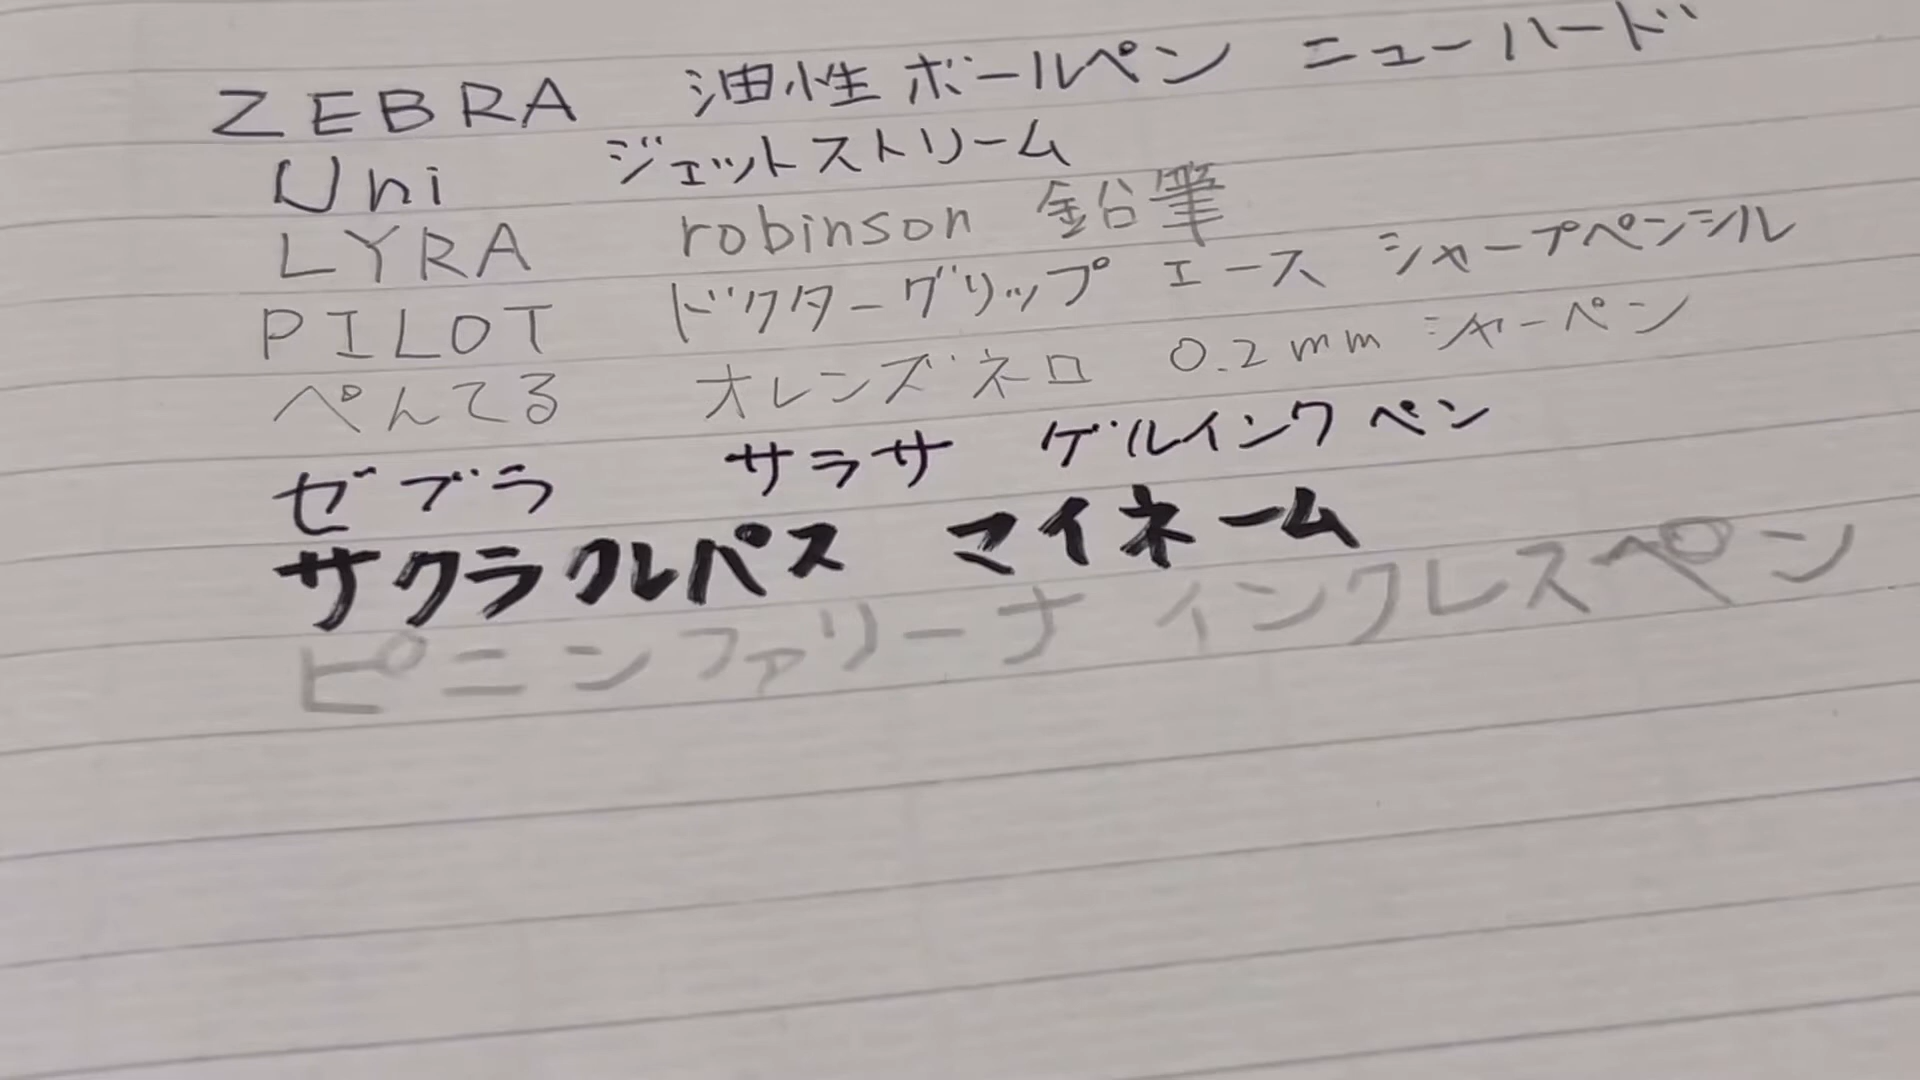 ZEBRA 油性ボールペン ニューハード
Uni ジェットストリーム
LYRA robinson 鉛筆
PILOT ドクターグリップ エース シャープペンシル
ぺんてる オレンズネロ 0.2mm シャーペン
ゼブラ サラサ ゲルインクペン
サクラクレパス マイネーム
ピニンファリーナ インクレスペン